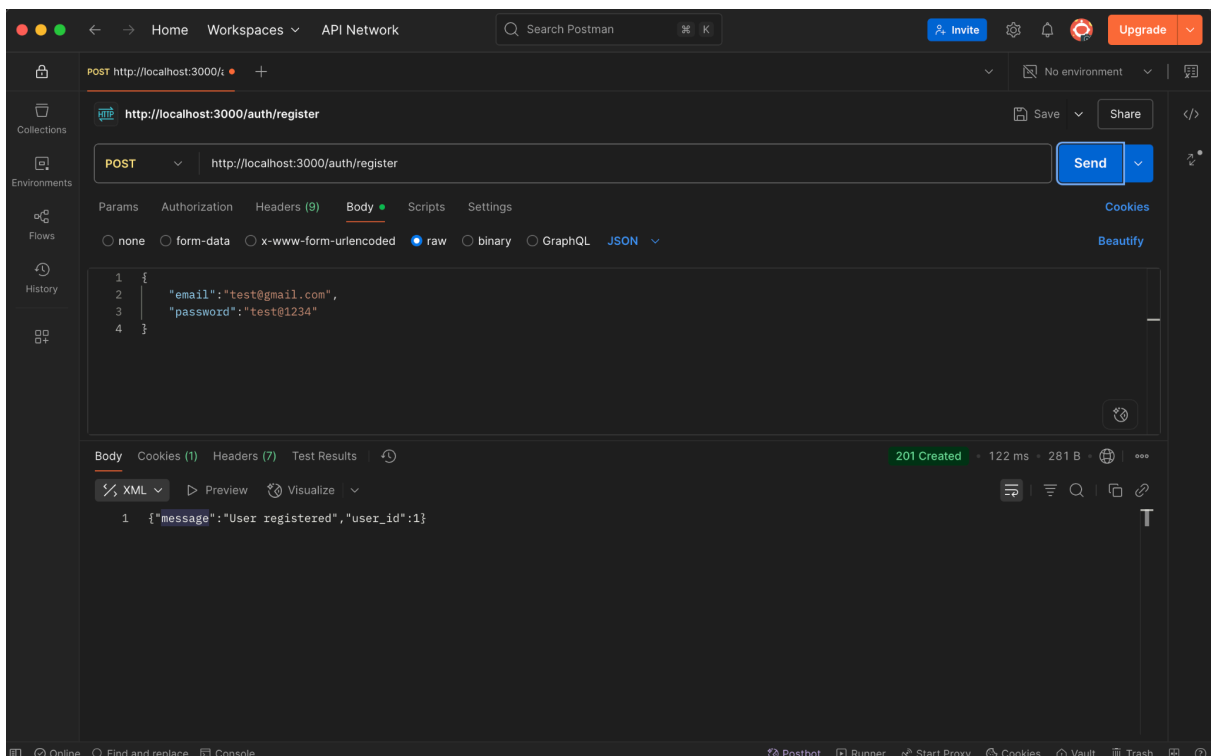 Home Workspaces API Network Search Postman ⌘ K Invite Upgrade
POST http://localhost:3000/a No environment
HTTP http://localhost:3000/auth/register Save Share
Collections
POST http://localhost:3000/auth/register Send
Environments
Params Authorization Headers (9) Body Scripts Settings Cookies
Flows
none form-data x-www-form-urlencoded raw binary GraphQL JSON Beautify
History
1 {
2 "email":"test@gmail.com",
3 "password":"test@1234"
4 }
Body Cookies (1) Headers (7) Test Results 201 Created 122 ms 281 B
XML Preview Visualize
1 {"message":"User registered","user_id":1}
Online Find and replace Console Postbot Runner Start Proxy Cookies Vault Trash